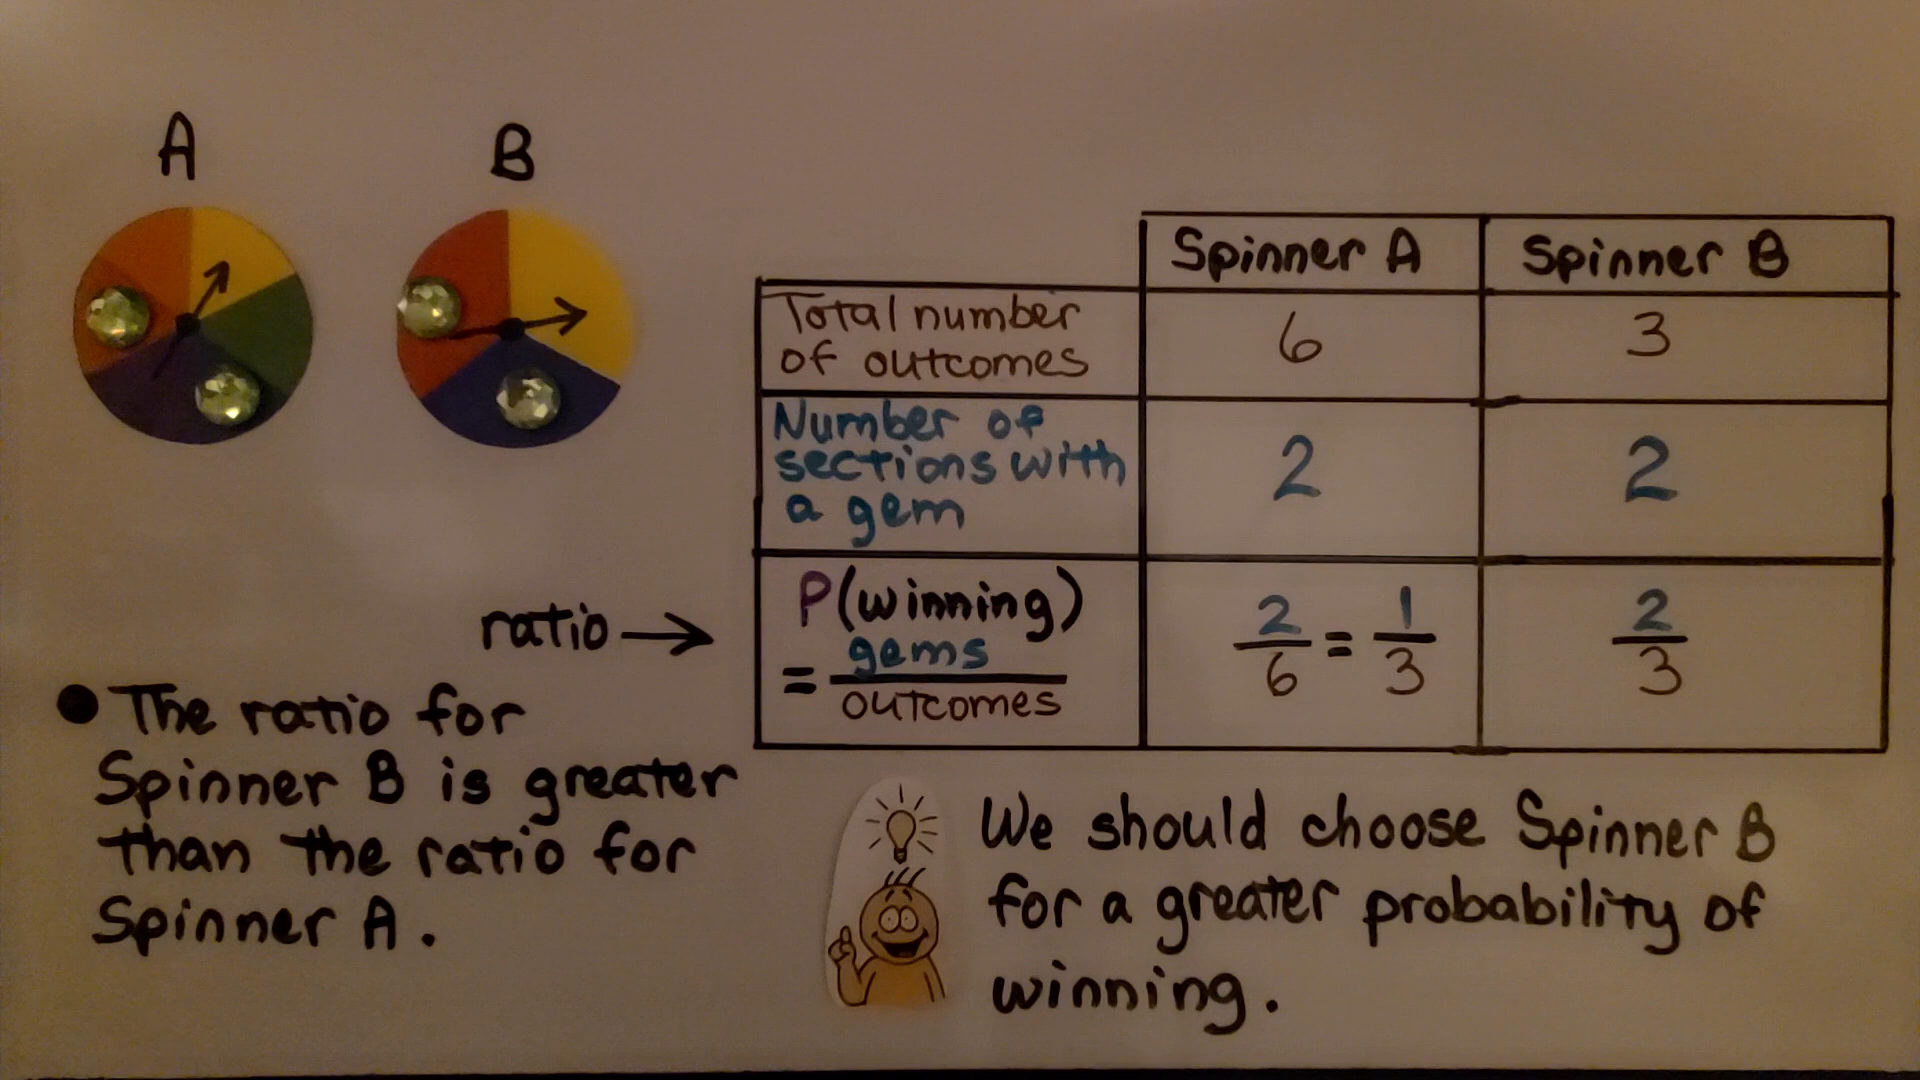 A
B
Spinner A
Spinner B
Total number
of outcomes
6
3
Number of
sections with
a gem
2
2
ratio →
P(winning)
= gems
outcomes
2/6 = 1/3
2/3
● The ratio for
Spinner B is greater
than the ratio for
Spinner A.
We should choose Spinner B
for a greater probability of
winning.